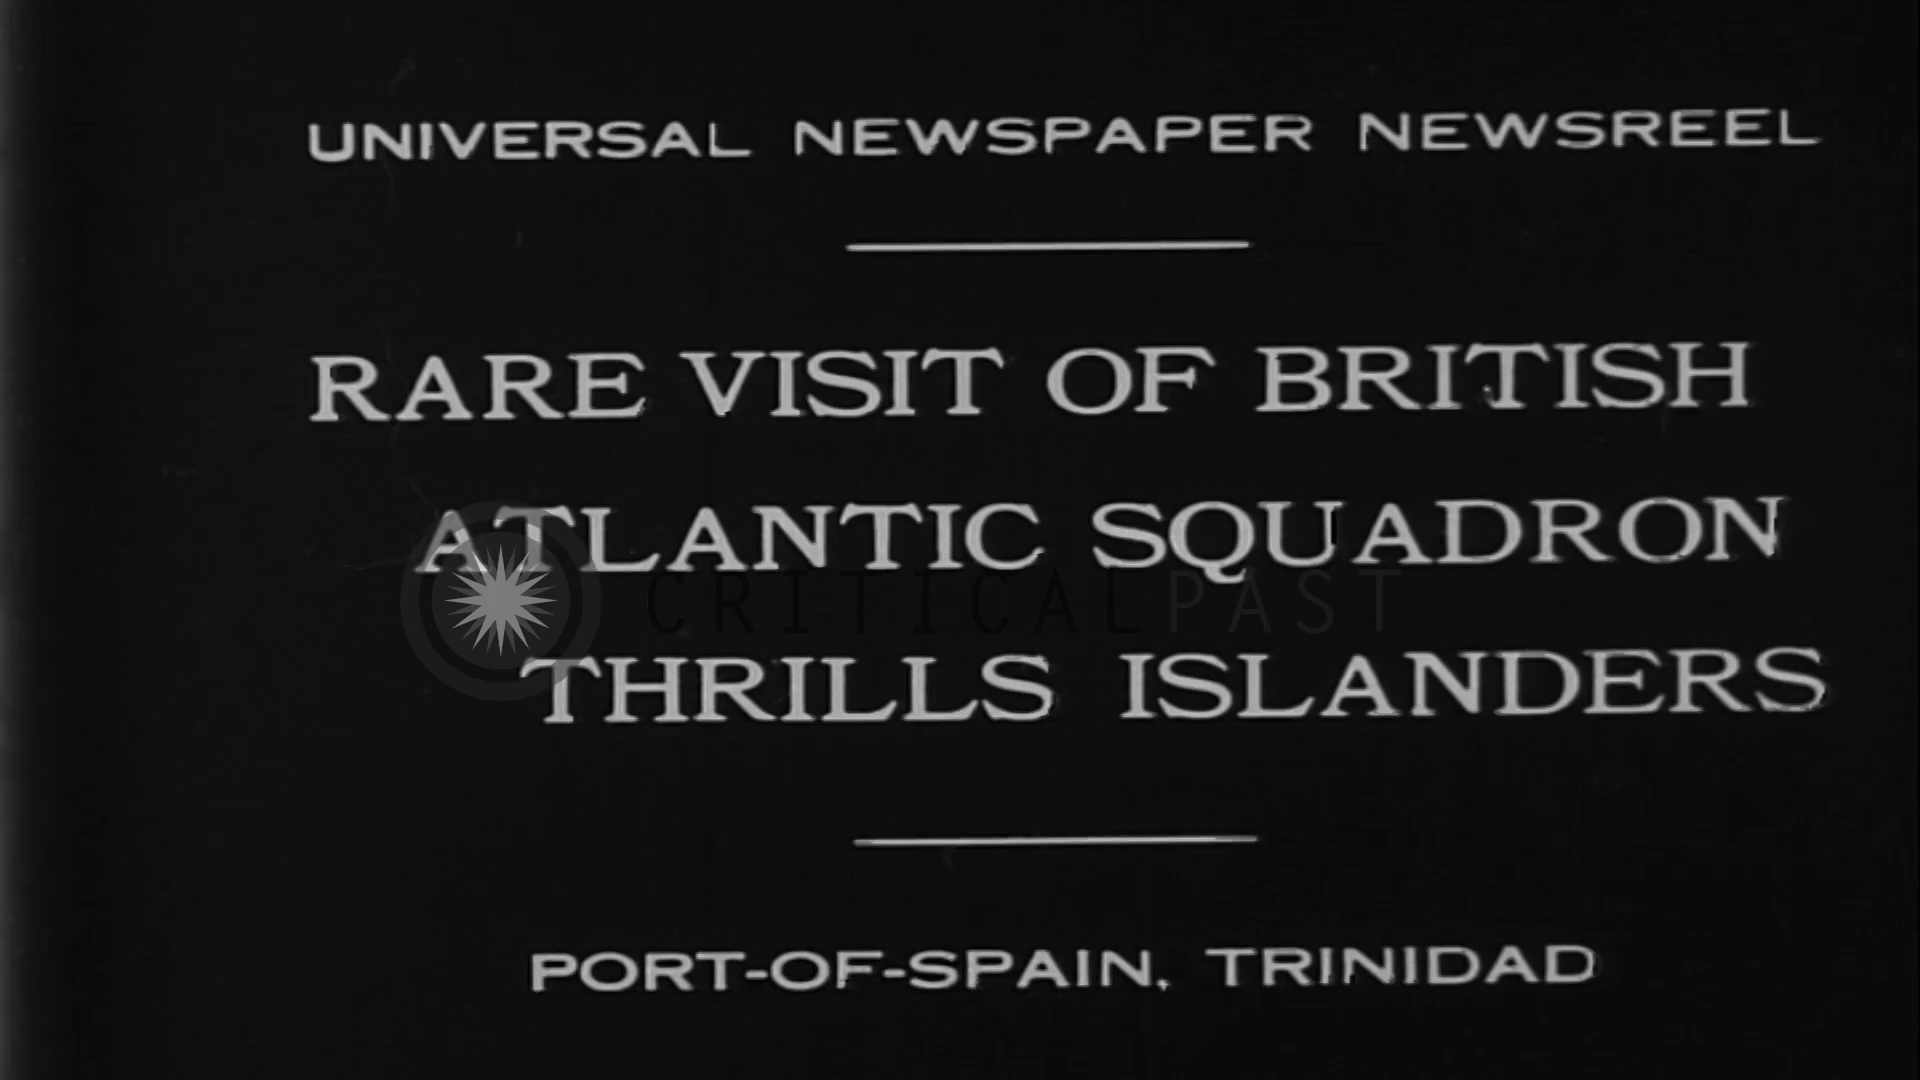 UNIVERSAL NEWSPAPER NEWSREEL
RARE VISIT OF BRITISH
ATLANTIC SQUADRON
CRITICALPAST
THRILLS ISLANDERS
PORT-OF-SPAIN, TRINIDAD